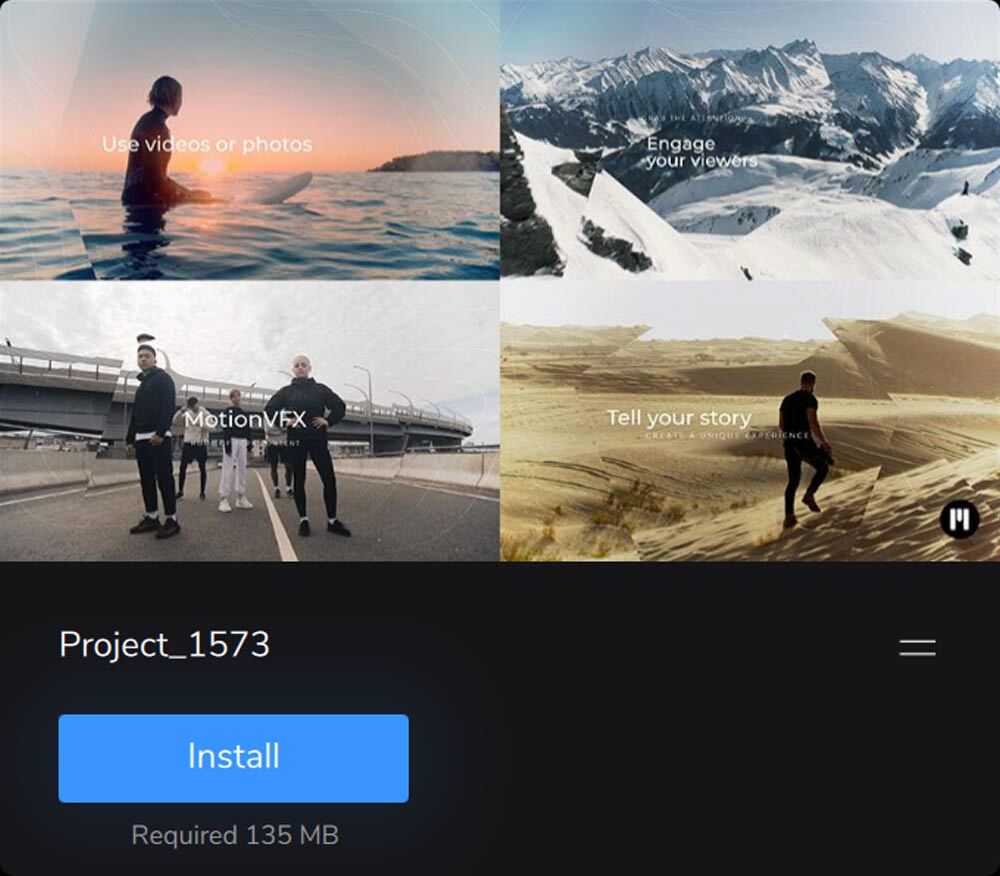 Use videos or photos
GRAB THE ATTENTION
Engage
your viewers
MotionVFX
Tell your story
CREATE A UNIQUE EXPERIENCE
Project_1573
Install
Required 135 MB